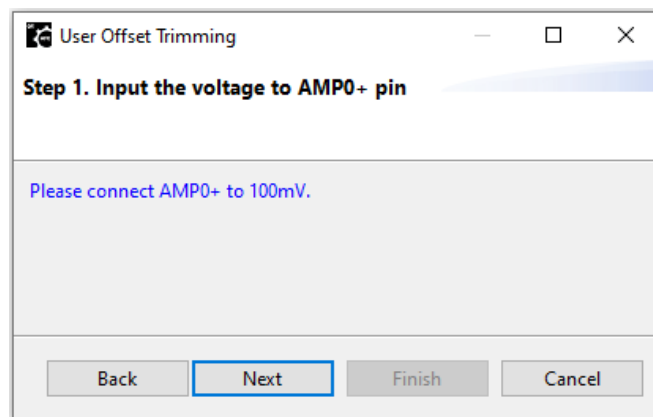 User Offset Trimming
Step 1. Input the voltage to AMP0+ pin
Please connect AMP0+ to 100mV.
Back
Next
Finish
Cancel